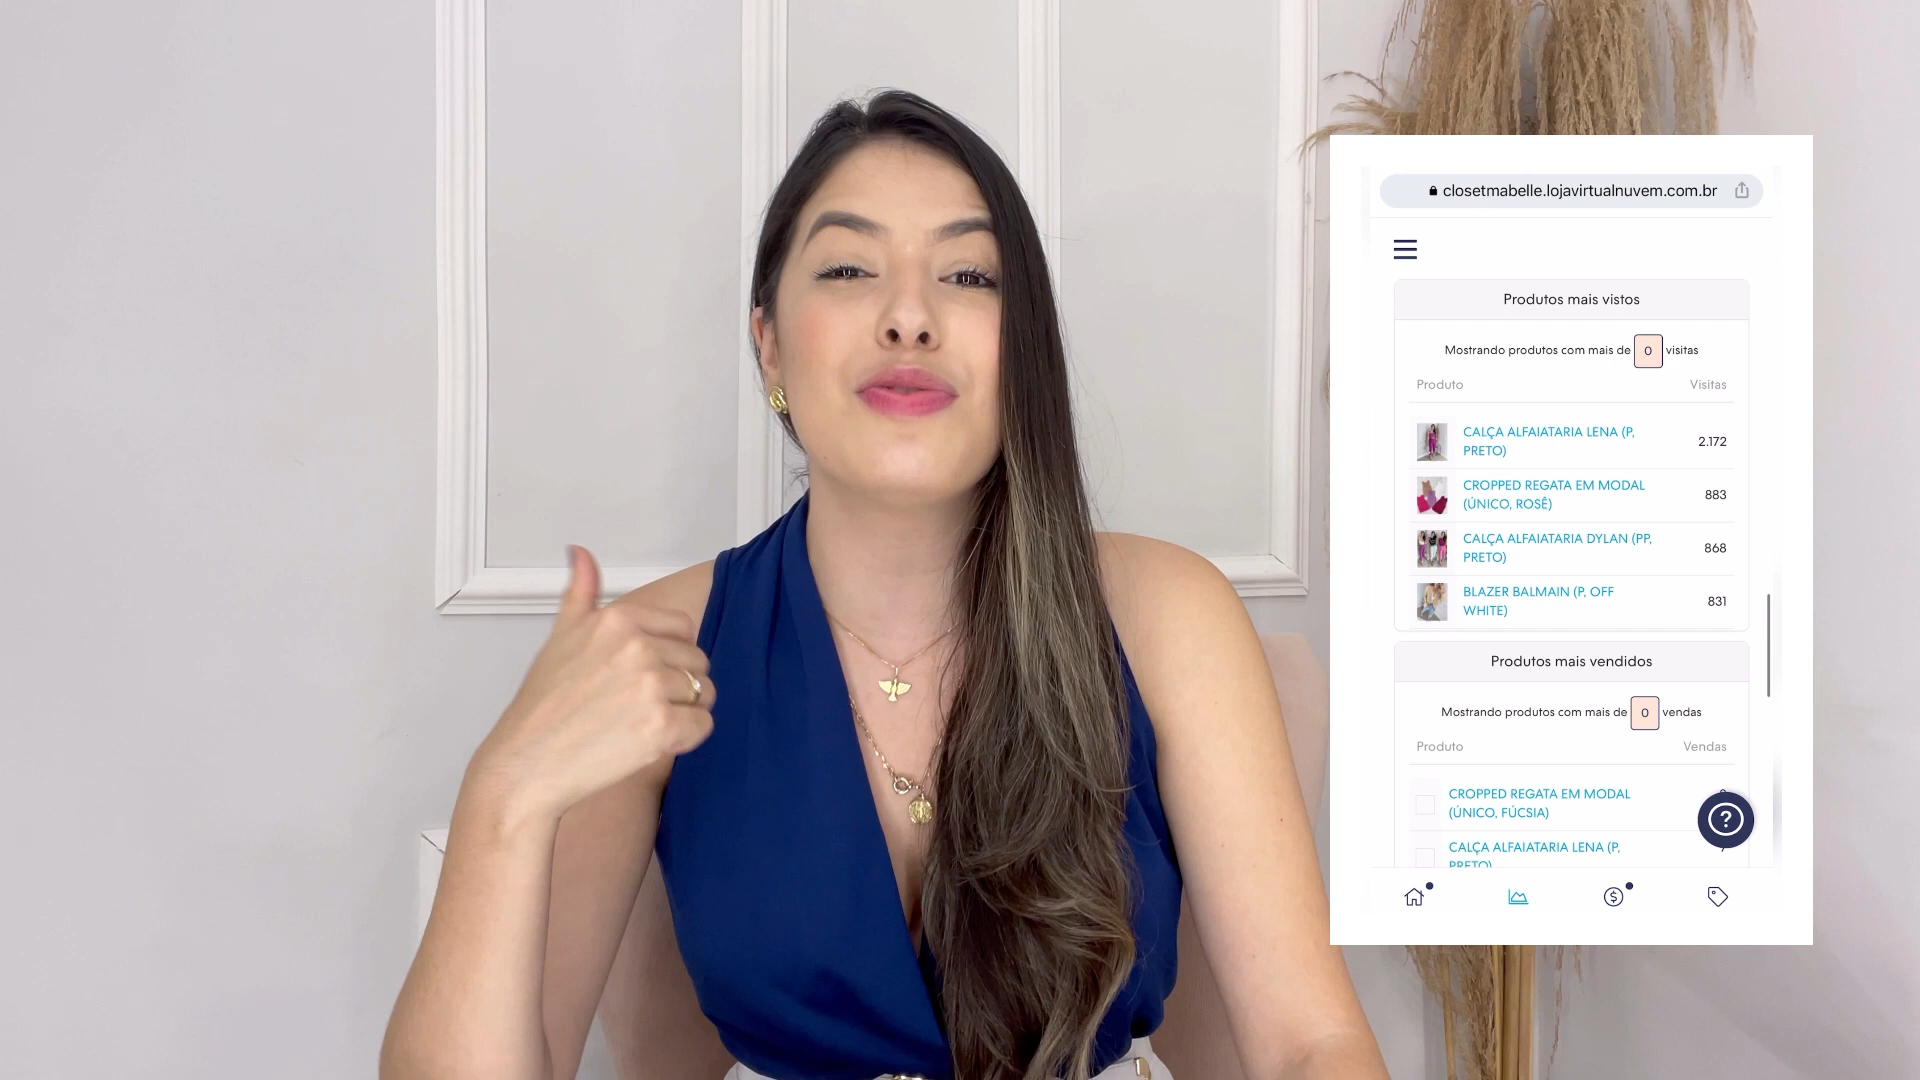 closetmabelle.lojavirtualnuvem.com.br
Produtos mais vistos
Mostrando produtos com mais de 0 visitas
Produto Visitas
CALÇA ALFAIATARIA LENA (P,
PRETO) 2.172
CROPPED REGATA EM MODAL
(ÚNICO, ROSÊ) 883
CALÇA ALFAIATARIA DYLAN (PP,
PRETO) 868
BLAZER BALMAIN (P, OFF
WHITE) 831
Produtos mais vendidos
Mostrando produtos com mais de 0 vendas
Produto Vendas
CROPPED REGATA EM MODAL
(ÚNICO, FÚCSIA)
CALÇA ALFAIATARIA LENA (P,
PRETO)